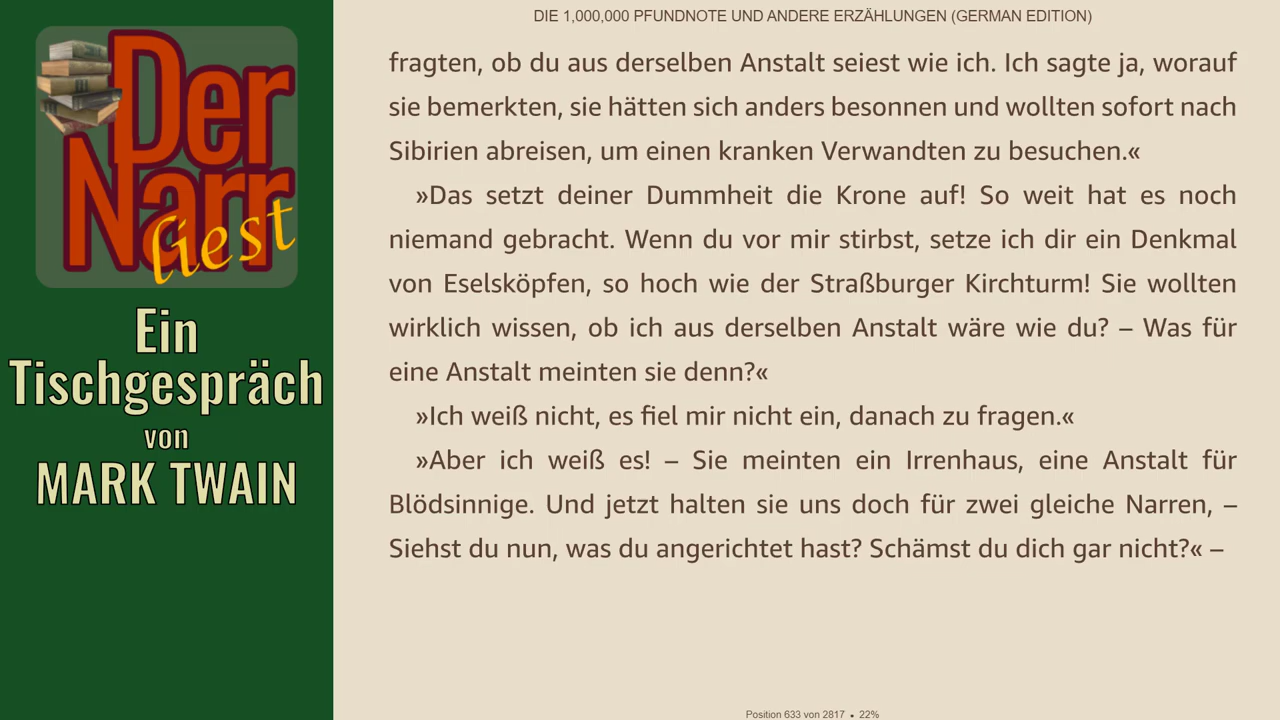 Der
Narr
liest
Ein
Tischgespräch
von
MARK TWAIN
DIE 1,000,000 PFUNDNOTE UND ANDERE ERZÄHLUNGEN (GERMAN EDITION)
fragten, ob du aus derselben Anstalt seiest wie ich. Ich sagte ja, worauf
sie bemerkten, sie hätten sich anders besonnen und wollten sofort nach
Sibirien abreisen, um einen kranken Verwandten zu besuchen.«
»Das setzt deiner Dummheit die Krone auf! So weit hat es noch
niemand gebracht. Wenn du vor mir stirbst, setze ich dir ein Denkmal
von Eselsköpfen, so hoch wie der Straßburger Kirchturm! Sie wollten
wirklich wissen, ob ich aus derselben Anstalt wäre wie du? – Was für
eine Anstalt meinten sie denn?«
»Ich weiß nicht, es fiel mir nicht ein, danach zu fragen.«
»Aber ich weiß es! – Sie meinten ein Irrenhaus, eine Anstalt für
Blödsinnige. Und jetzt halten sie uns doch für zwei gleiche Narren, –
Siehst du nun, was du angerichtet hast? Schämst du dich gar nicht?« –
Position 633 von 2817 • 22%